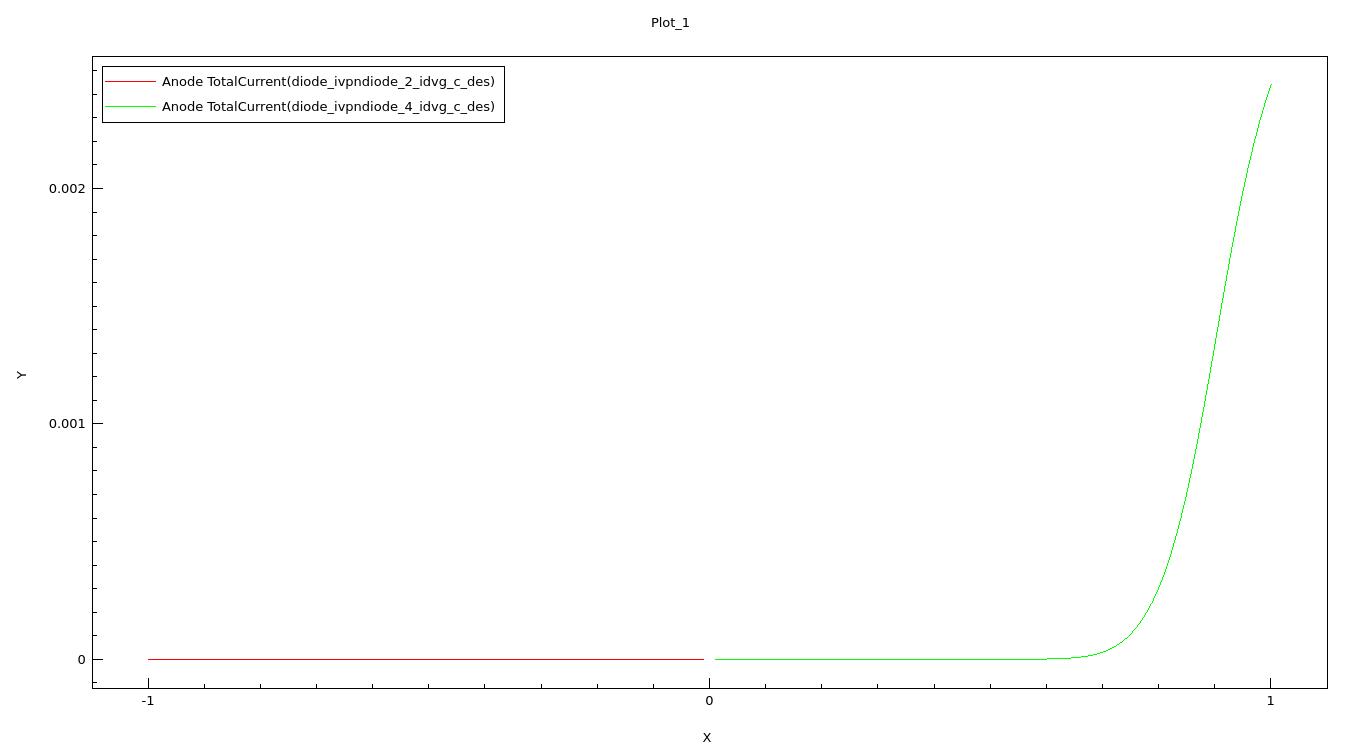 Plot_1
Anode TotalCurrent(diode_ivpndiode_2_idvg_c_des)
Anode TotalCurrent(diode_ivpndiode_4_idvg_c_des)
0.002
0.001
0
Y
-1 0 1
X